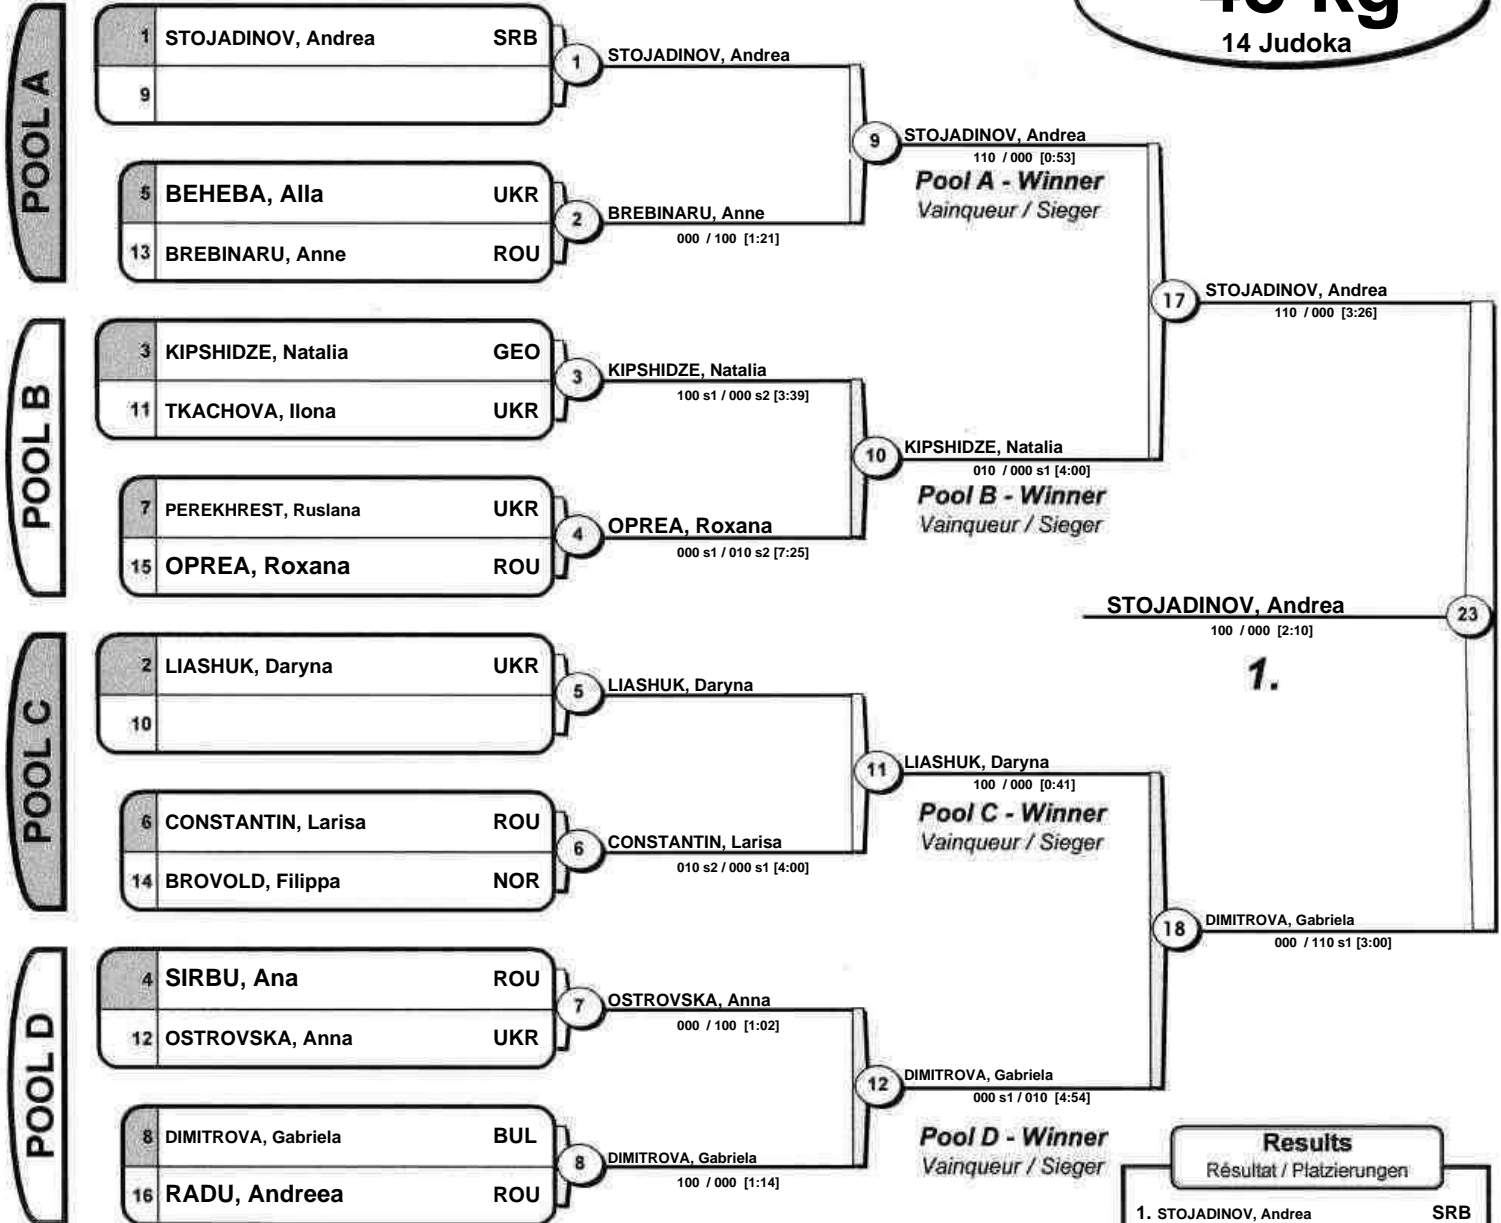 14 Judoka
POOL A
1 STOJADINOV, Andrea SRB
9
5 BEHEBA, Alla UKR
13 BREBINARU, Anne ROU
1 STOJADINOV, Andrea
2 BREBINARU, Anne
000 / 100 [1:21]
9 STOJADINOV, Andrea
110 / 000 [0:53]
Pool A - Winner
Vainqueur / Sieger
POOL B
3 KIPSHIDZE, Natalia GEO
11 TKACHOVA, Ilona UKR
7 PEREKHREST, Ruslana UKR
15 OPREA, Roxana ROU
3 KIPSHIDZE, Natalia
100 s1 / 000 s2 [3:39]
4 OPREA, Roxana
000 s1 / 010 s2 [7:25]
10 KIPSHIDZE, Natalia
010 / 000 s1 [4:00]
Pool B - Winner
Vainqueur / Sieger
17 STOJADINOV, Andrea
110 / 000 [3:26]
STOJADINOV, Andrea 23
100 / 000 [2:10]
1.
POOL C
2 LIASHUK, Daryna UKR
10
6 CONSTANTIN, Larisa ROU
14 BROVOLD, Filippa NOR
5 LIASHUK, Daryna
6 CONSTANTIN, Larisa
010 s2 / 000 s1 [4:00]
11 LIASHUK, Daryna
100 / 000 [0:41]
Pool C - Winner
Vainqueur / Sieger
POOL D
4 SIRBU, Ana ROU
12 OSTROVSKA, Anna UKR
8 DIMITROVA, Gabriela BUL
16 RADU, Andreea ROU
7 OSTROVSKA, Anna
000 / 100 [1:02]
8 DIMITROVA, Gabriela
100 / 000 [1:14]
12 DIMITROVA, Gabriela
000 s1 / 010 [4:54]
Pool D - Winner
Vainqueur / Sieger
18 DIMITROVA, Gabriela
000 / 110 s1 [3:00]
Results
Résultat / Platzierungen
1. STOJADINOV, Andrea SRB